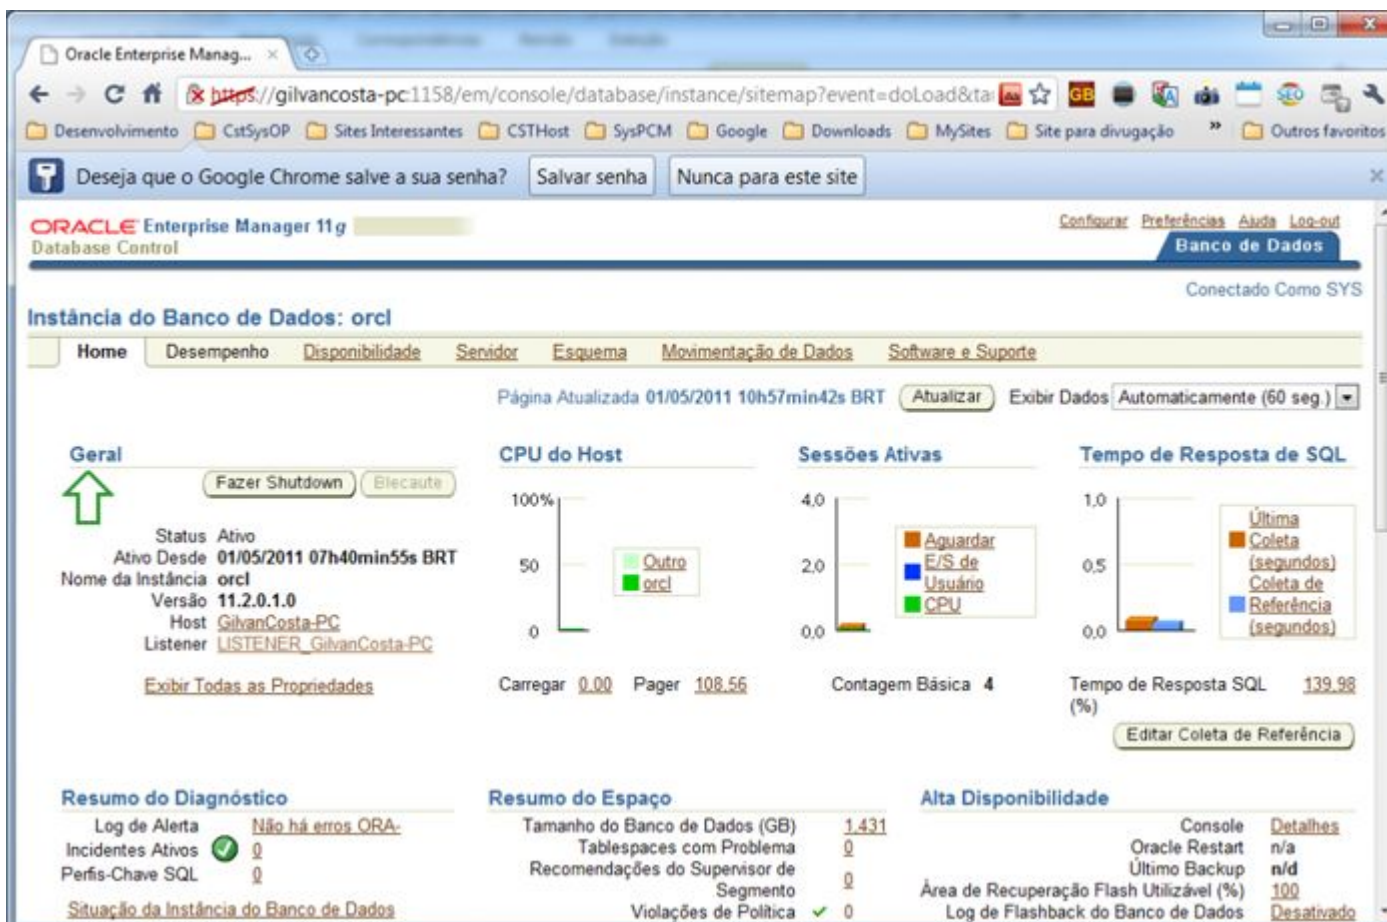 Oracle Enterprise Manag...
https://gilvancosta-pc:1158/em/console/database/instance/sitemap?event=doLoad&ta
GB
SEO
Desenvolvimento CstSysOP Sites Interessantes CSTHost SysPCM Google Downloads MySites Site para divugação » Outros favoritos
Deseja que o Google Chrome salve a sua senha? Salvar senha Nunca para este site
ORACLE Enterprise Manager 11g
Database Control
Configurar Preferências Ajuda Log-out
Banco de Dados
Conectado Como SYS
Instância do Banco de Dados: orcl
Home Desempenho Disponibilidade Servidor Esquema Movimentação de Dados Software e Suporte
Página Atualizada 01/05/2011 10h57min42s BRT Atualizar Exibir Dados Automaticamente (60 seg.)
Geral
Fazer Shutdown Blecaute
Status Ativo
Ativo Desde 01/05/2011 07h40min55s BRT
Nome da Instância orcl
Versão 11.2.0.1.0
Host GilvanCosta-PC
Listener LISTENER_GilvanCosta-PC
Exibir Todas as Propriedades
CPU do Host
100%
50
0
Outro
orcl
Carregar 0.00 Pager 108.56
Sessões Ativas
4,0
2,0
0,0
Aguardar
E/S de
Usuário
CPU
Contagem Básica 4
Tempo de Resposta de SQL
1,0
0,5
0,0
Última
Coleta
(segundos)
Coleta de
Referência
(segundos)
Tempo de Resposta SQL 139.98
(%)
Editar Coleta de Referência
Resumo do Diagnóstico
Log de Alerta Não há erros ORA-
Incidentes Ativos 0
Perfis-Chave SQL 0
Situação da Instância do Banco de Dados
Resumo do Espaço
Tamanho do Banco de Dados (GB) 1.431
Tablespaces com Problema 0
Recomendações do Supervisor de
Segmento 0
Violações de Política 0
Alta Disponibilidade
Console Detalhes
Oracle Restart n/a
Último Backup n/d
Área de Recuperação Flash Utilizável (%) 100
Log de Flashback do Banco de Dados Desativado